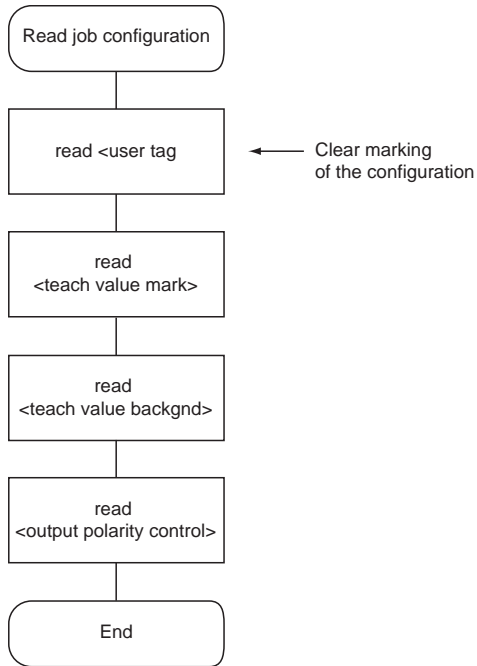 Read job configuration
read <user tag
Clear marking
of the configuration
read
<teach value mark>
read
<teach value backgnd>
read
<output polarity control>
End